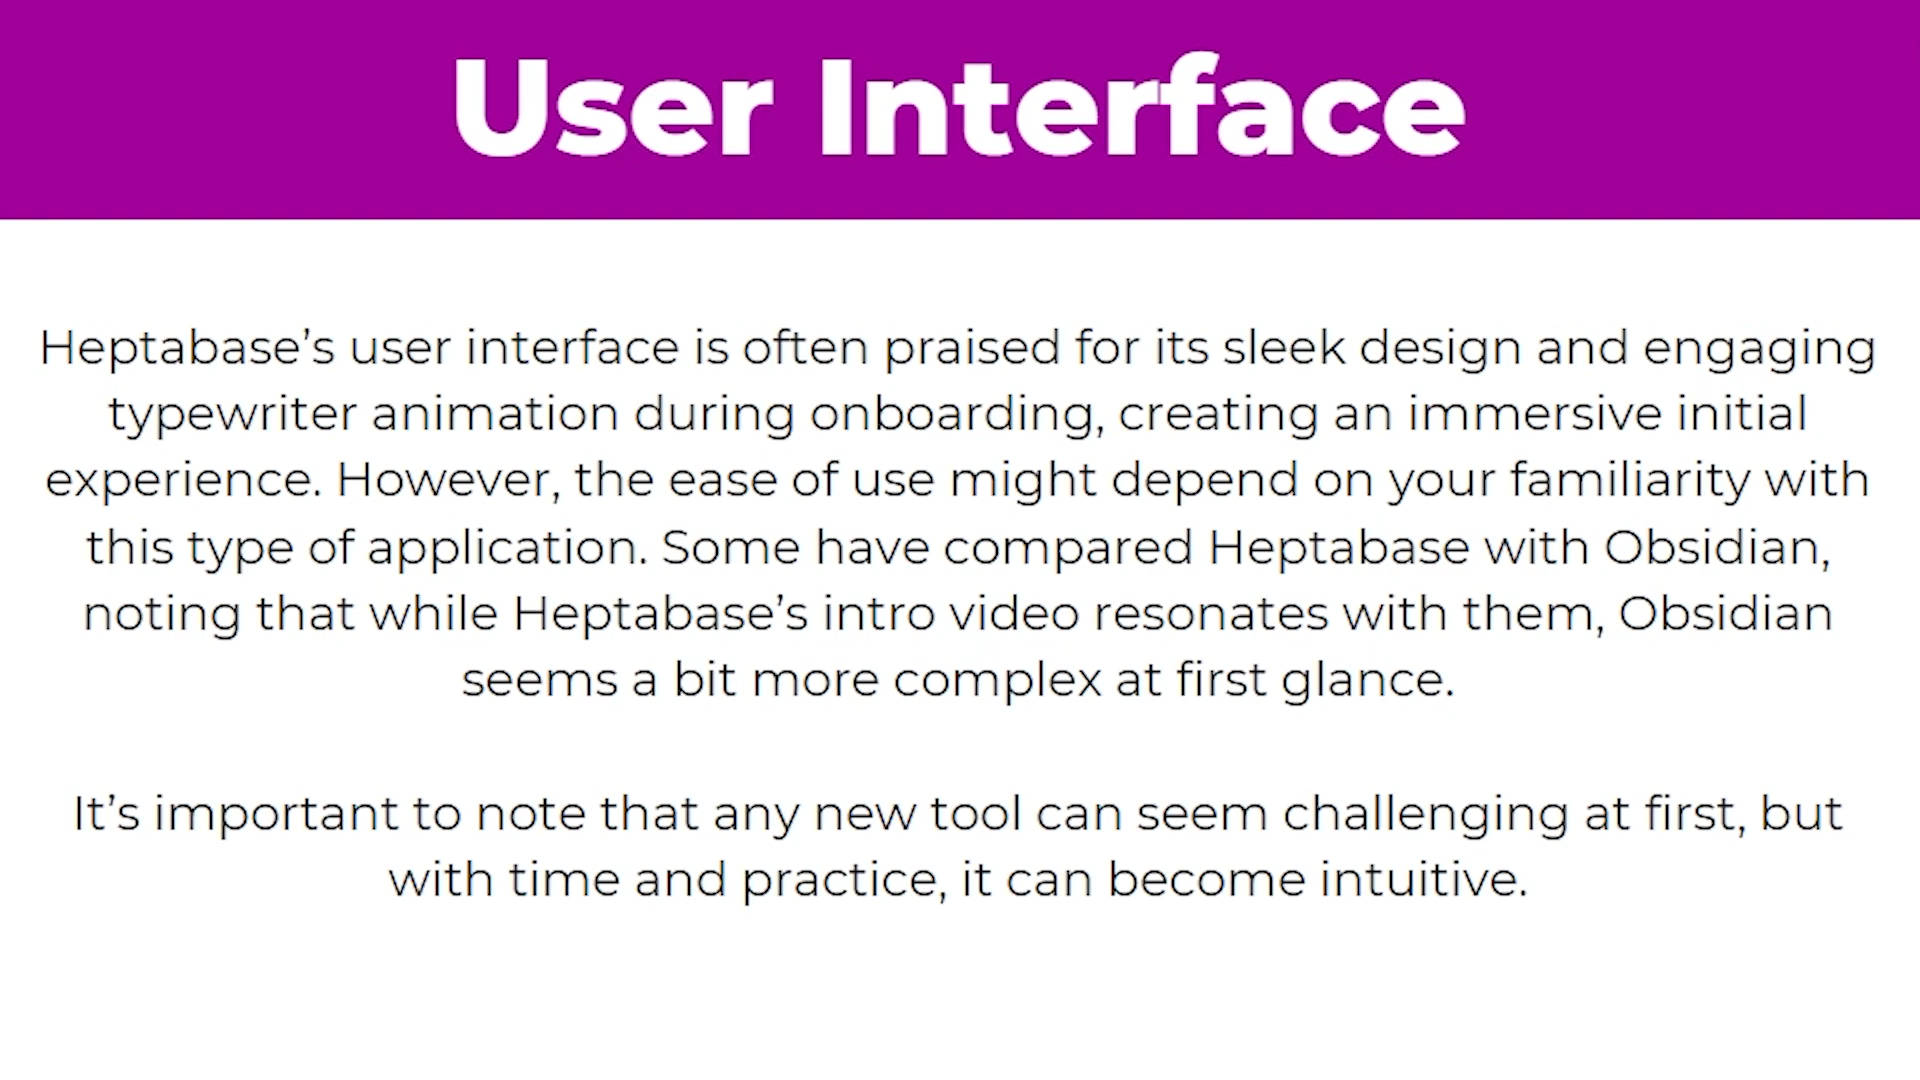 User Interface
Heptabase’s user interface is often praised for its sleek design and engaging
typewriter animation during onboarding, creating an immersive initial
experience. However, the ease of use might depend on your familiarity with
this type of application. Some have compared Heptabase with Obsidian,
noting that while Heptabase’s intro video resonates with them, Obsidian
seems a bit more complex at first glance.
It’s important to note that any new tool can seem challenging at first, but
with time and practice, it can become intuitive.